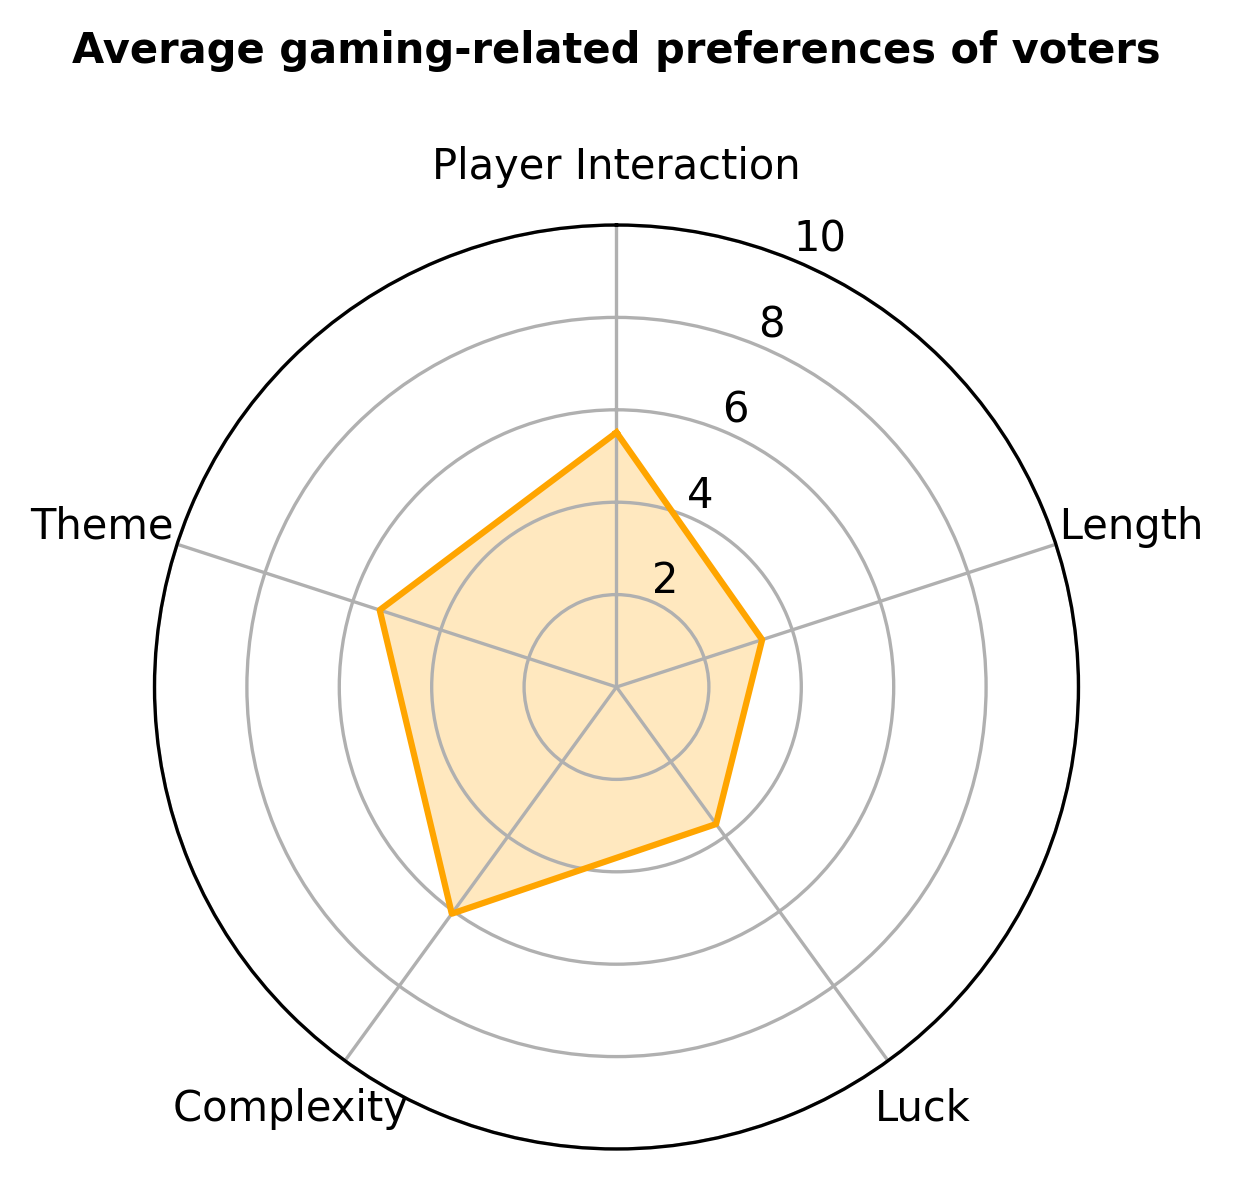 Average gaming-related preferences of voters
Player Interaction
10
8
6
4
2
Theme
Length
Complexity
Luck